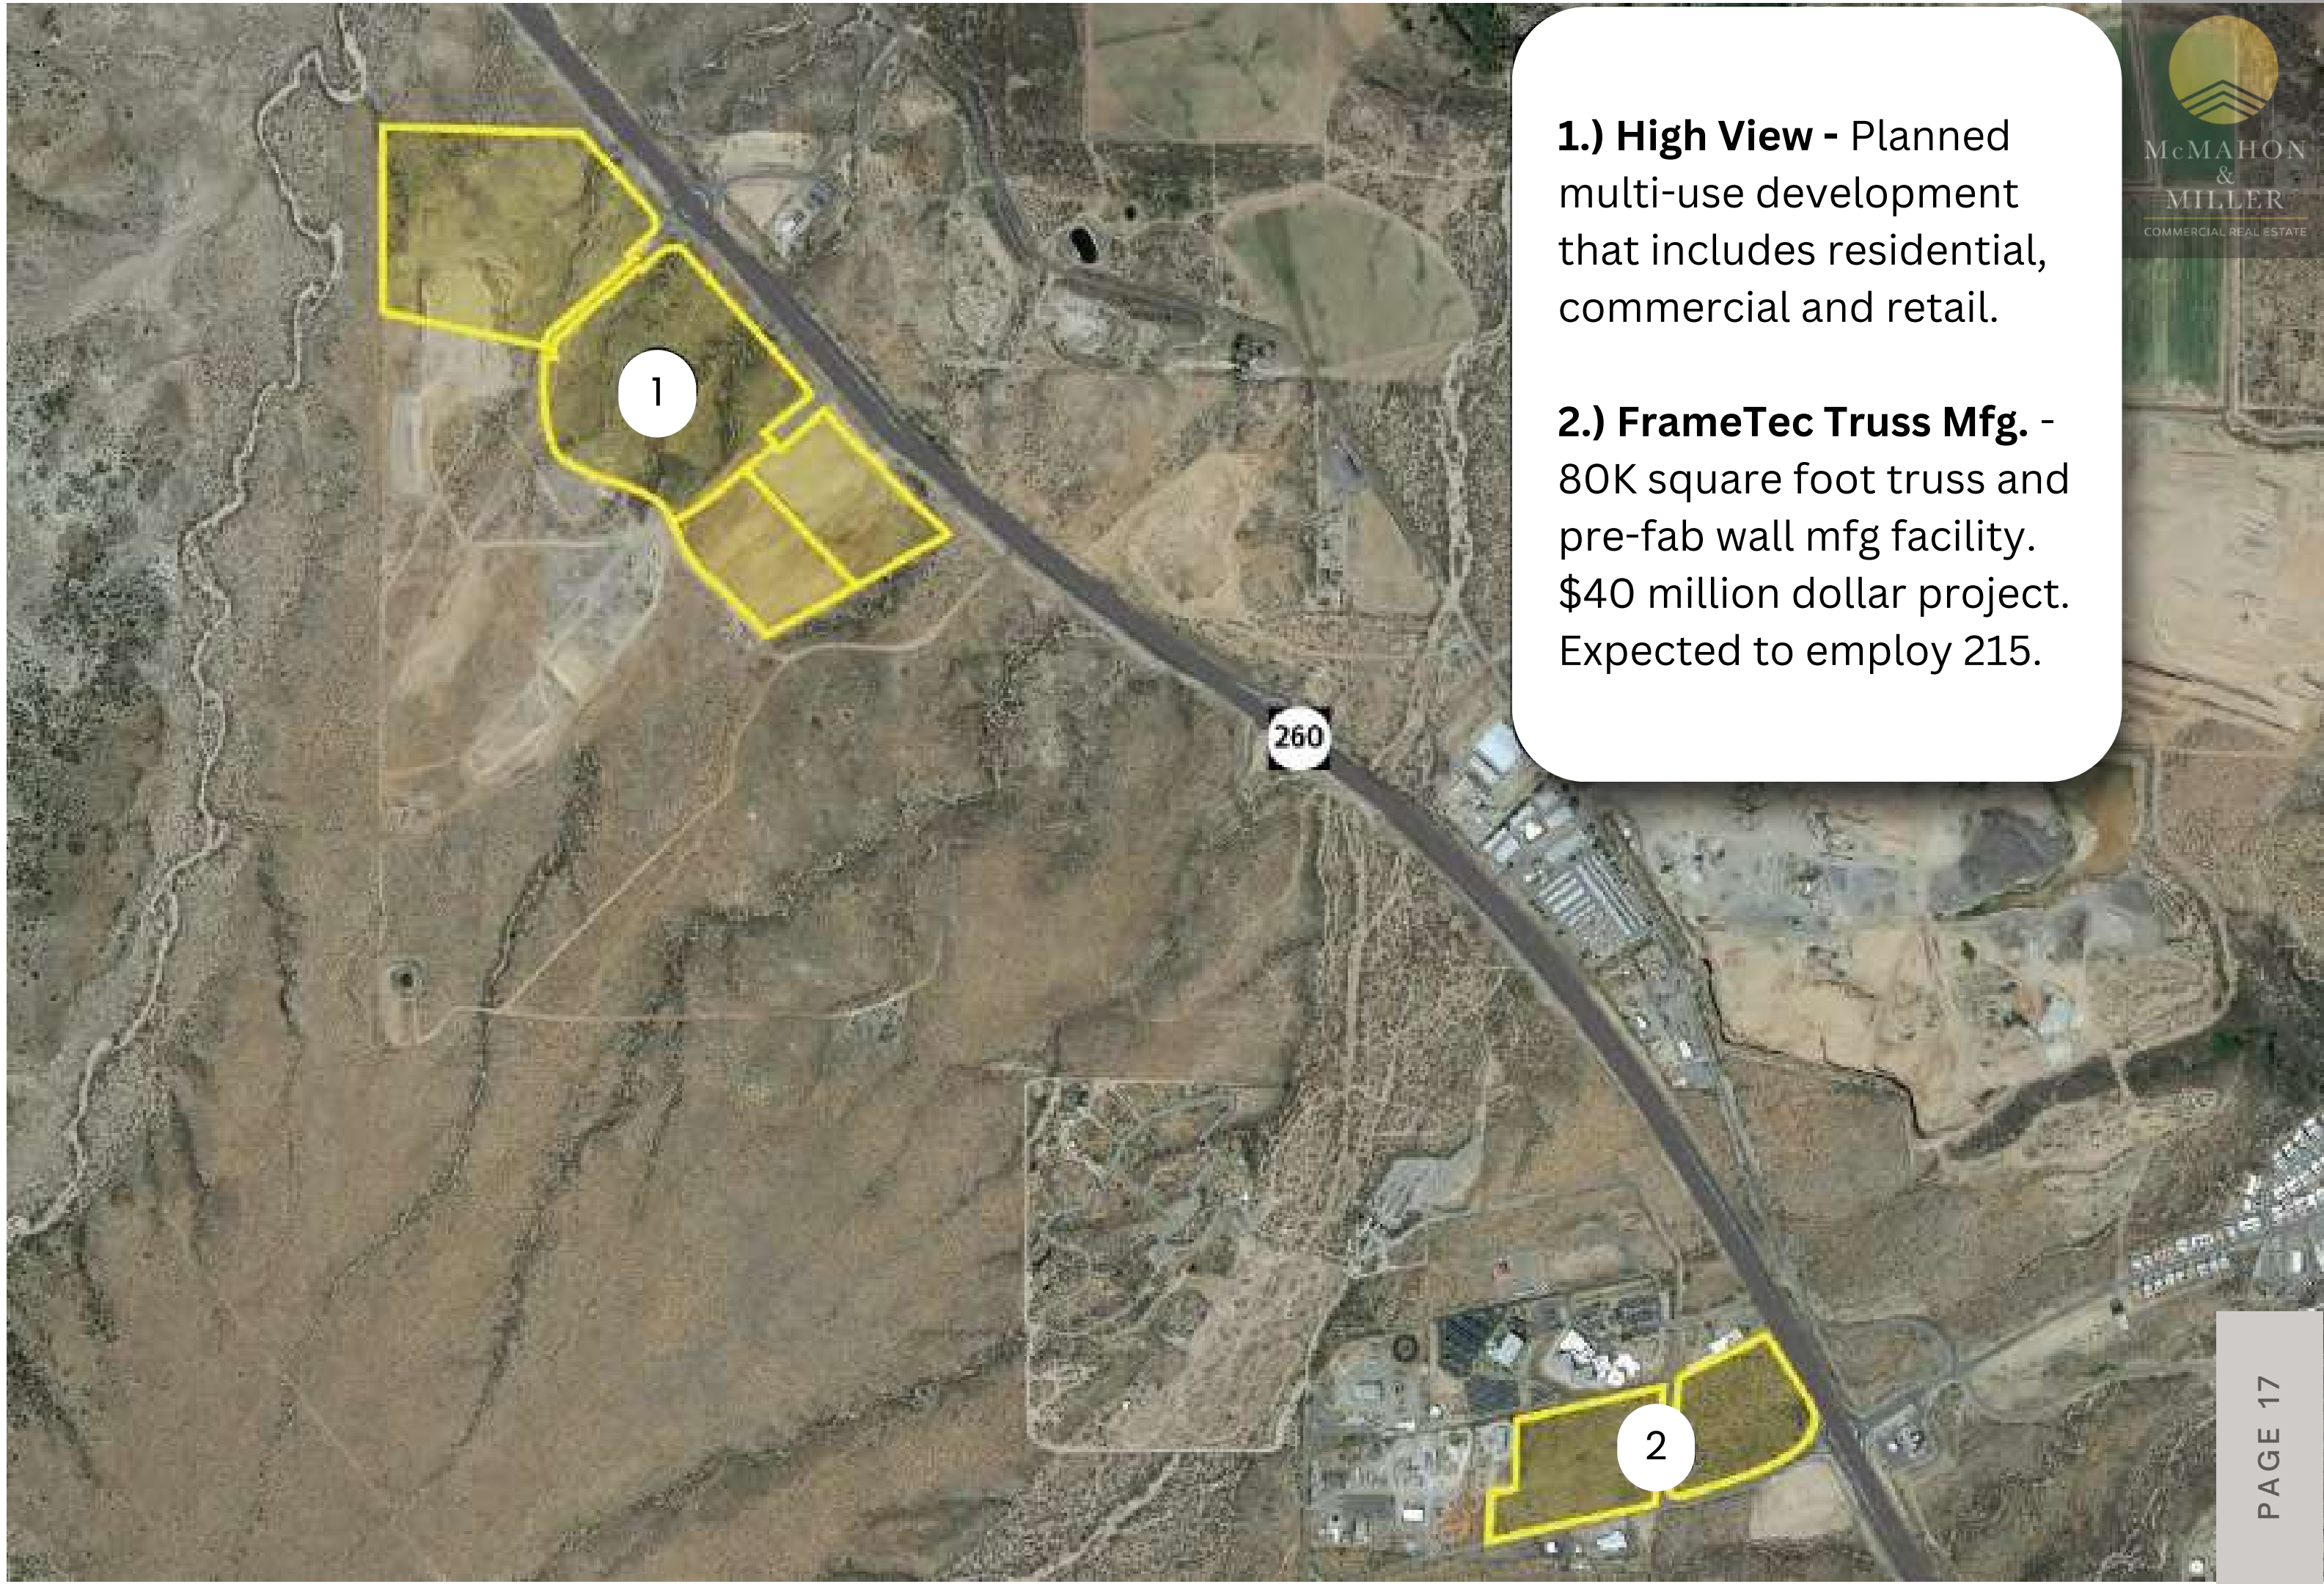 1.) High View - Planned
multi-use development
that includes residential,
commercial and retail.
2.) FrameTec Truss Mfg. -
80K square foot truss and
pre-fab wall mfg facility.
$40 million dollar project.
Expected to employ 215.
McMAHON
&
MILLER
COMMERCIAL REAL ESTATE
1
260
2
PAGE 17